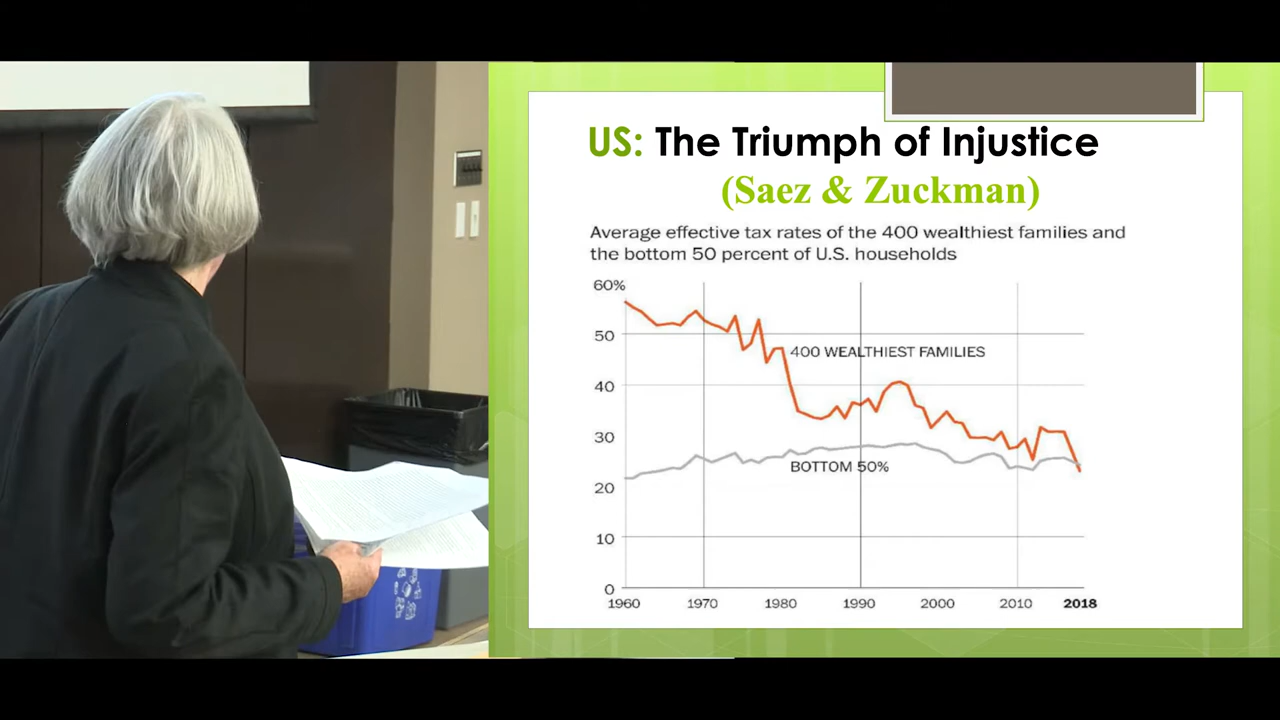 US: The Triumph of Injustice
(Saez & Zuckman)
Average effective tax rates of the 400 wealthiest families and
the bottom 50 percent of U.S. households
60%
50
400 WEALTHIEST FAMILIES
40
30
BOTTOM 50%
20
10
0
1960 1970 1980 1990 2000 2010 2018